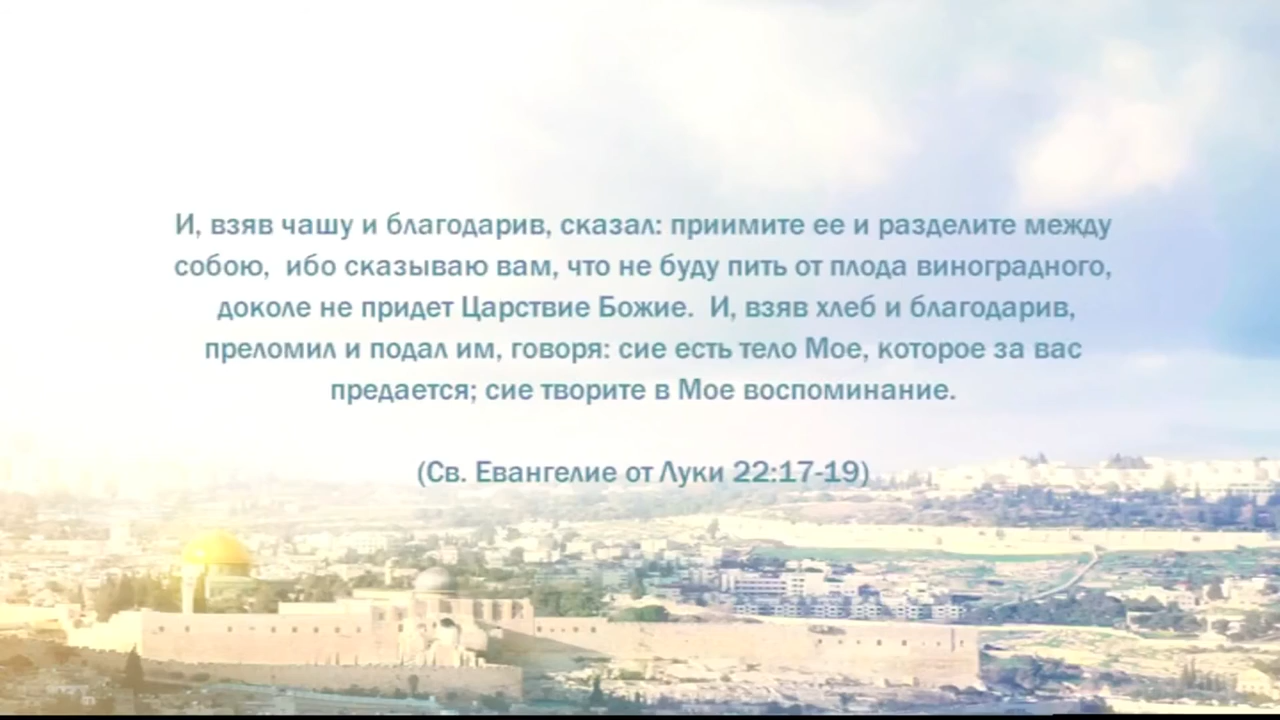 И, взяв чашу и благодарив, сказал: приимите ее и разделите между
собою,  ибо сказываю вам, что не буду пить от плода виноградного,
доколе не придет Царствие Божие.  И, взяв хлеб и благодарив,
преломил и подал им, говоря: сие есть тело Мое, которое за вас
предается; сие творите в Мое воспоминание.
(Св. Евангелие от Луки 22:17-19)